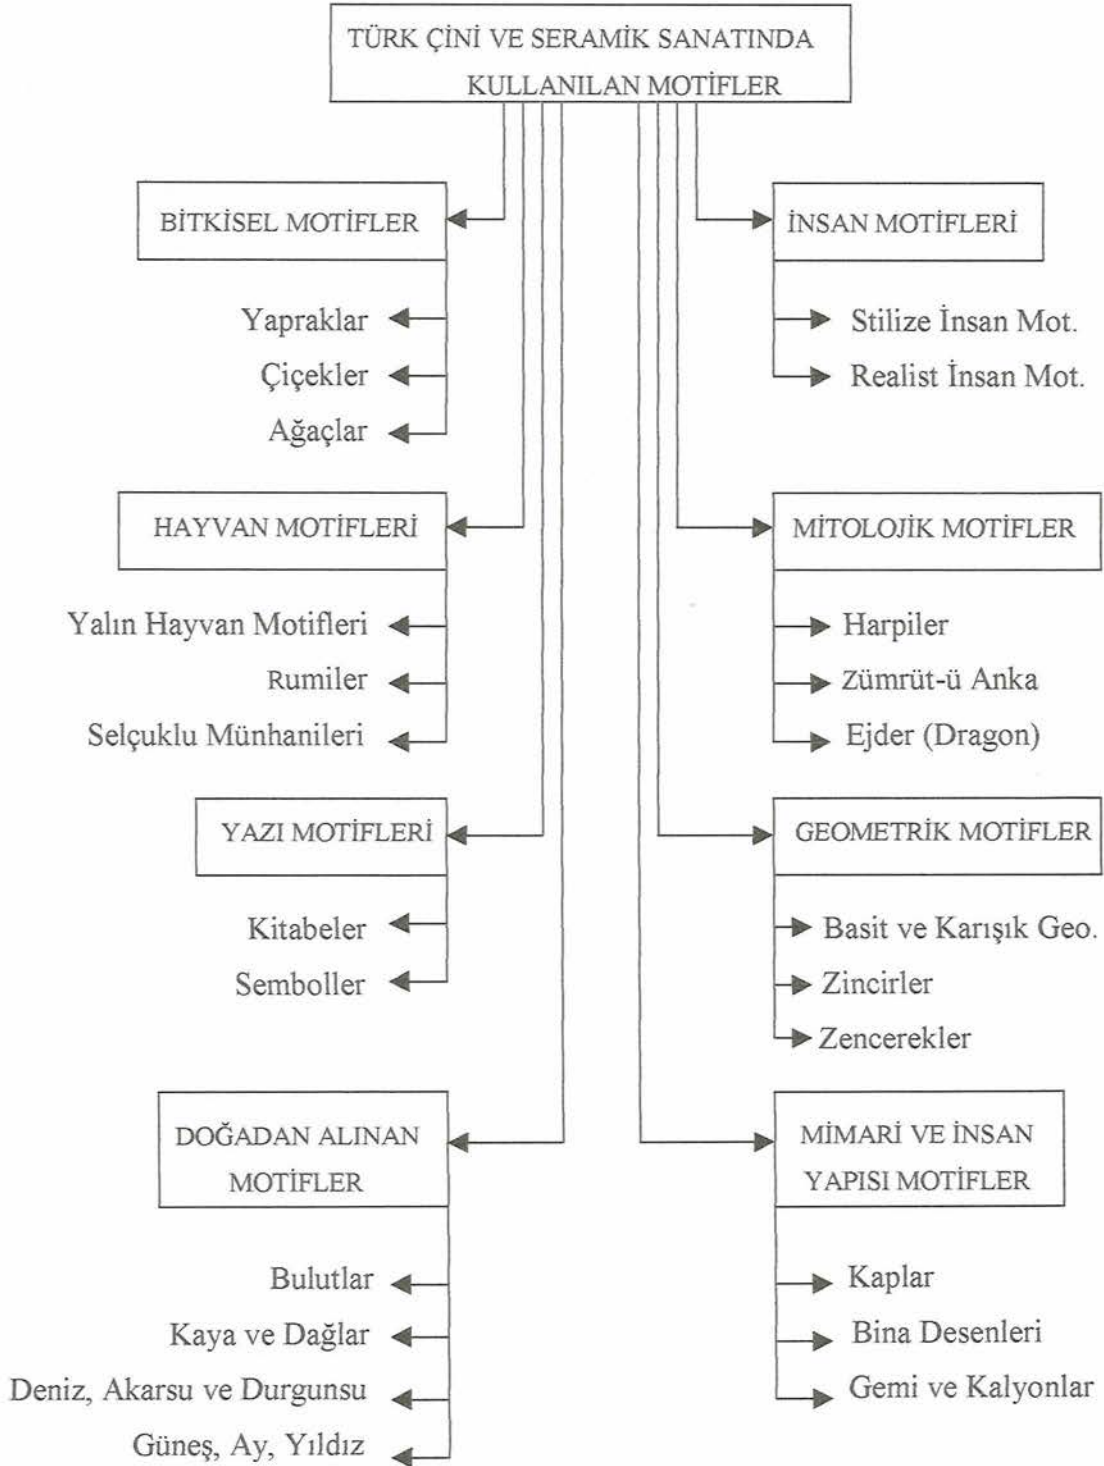 TÜRK ÇİNİ VE SERAMİK SANATINDA
KULLANILAN MOTİFLER
BİTKİSEL MOTİFLER
Yapraklar
Çiçekler
Ağaçlar
HAYVAN MOTİFLERİ
Yalın Hayvan Motifleri
Rumiler
Selçuklu Münhanileri
YAZI MOTİFLERİ
Kitabeler
Semboller
DOĞADAN ALINAN
MOTİFLER
Bulutlar
Kaya ve Dağlar
Deniz, Akarsu ve Durgunsu
Güneş, Ay, Yıldız
İNSAN MOTİFLERİ
Stilize İnsan Mot.
Realist İnsan Mot.
MİTOLOJİK MOTİFLER
Harpiler
Zümrüt-ü Anka
Ejder (Dragon)
GEOMETRİK MOTİFLER
Basit ve Karışık Geo.
Zincirler
Zencerekler
MİMARİ VE İNSAN
YAPISI MOTİFLER
Kaplar
Bina Desenleri
Gemi ve Kalyonlar